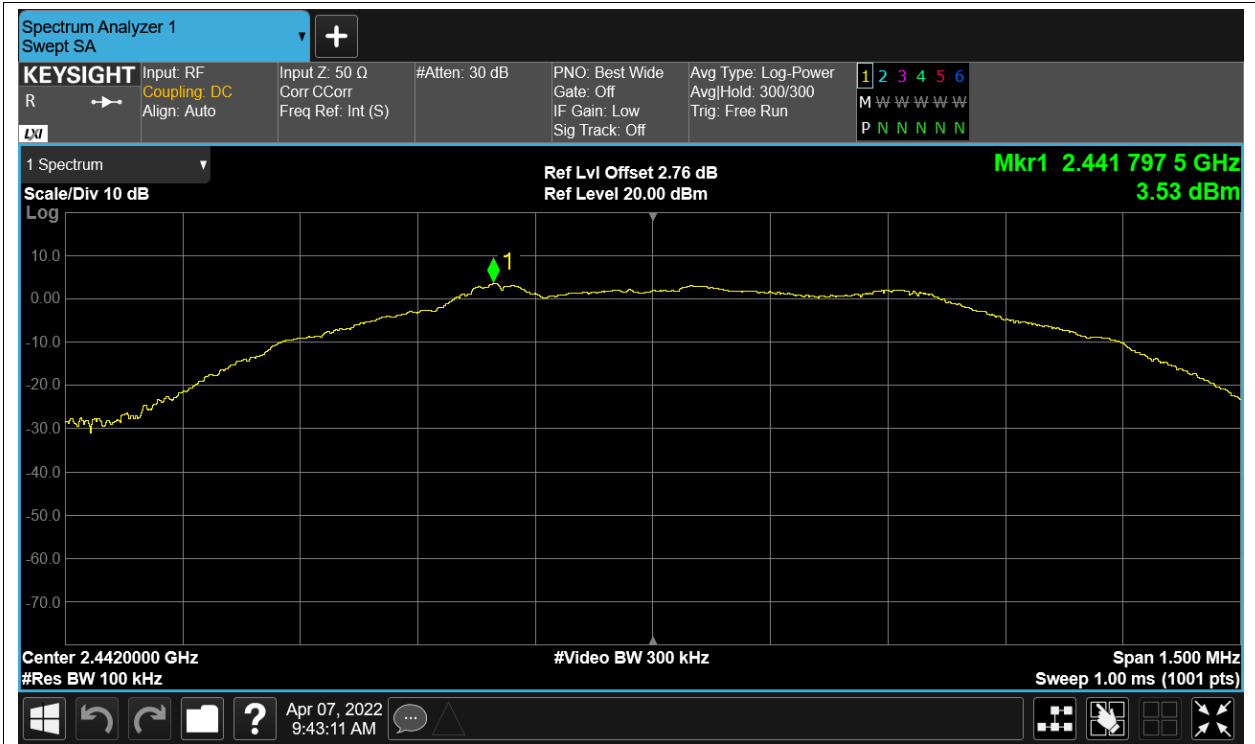 Spectrum Analyzer 1
Swept SA
KEYSIGHT
R
LXI
Input: RF
Coupling: DC
Align: Auto
Input Z: 50 Ω
Corr CCorr
Freq Ref: Int (S)
#Atten: 30 dB
PNO: Best Wide
Gate: Off
IF Gain: Low
Sig Track: Off
Avg Type: Log-Power
Avg|Hold: 300/300
Trig: Free Run
1 2 3 4 5 6
M W W W W W
P N N N N N
1 Spectrum
Scale/Div 10 dB
Log
Ref Lvl Offset 2.76 dB
Ref Level 20.00 dBm
Mkr1 2.441 797 5 GHz
3.53 dBm
10.0
1
0.00
-10.0
-20.0
-30.0
-40.0
-50.0
-60.0
-70.0
Center 2.4420000 GHz
#Res BW 100 kHz
#Video BW 300 kHz
Span 1.500 MHz
Sweep 1.00 ms (1001 pts)
?
Apr 07, 2022
9:43:11 AM